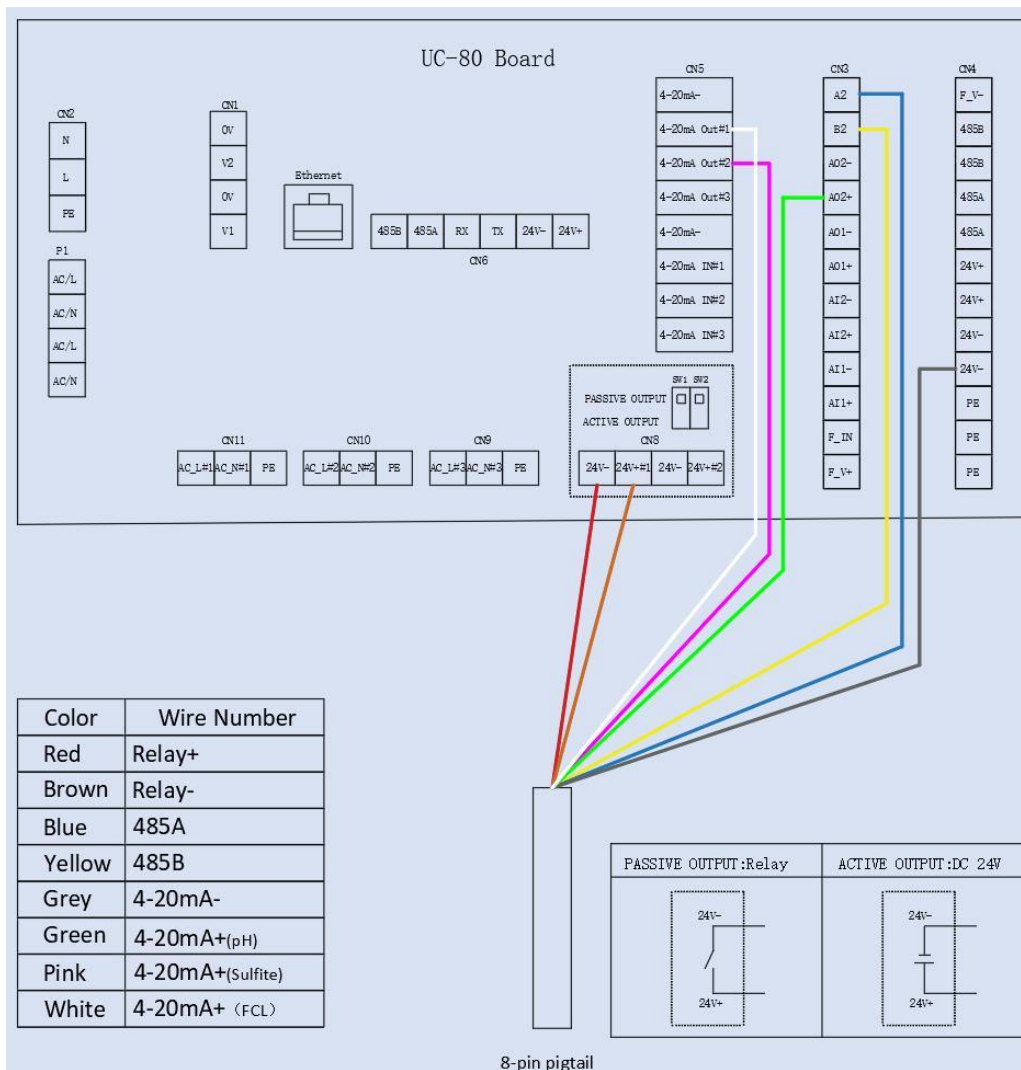 UC-80 Board
CN2
N
L
PE
P1
AC/L
AC/N
AC/L
AC/N
CN1
0V
V2
0V
V1
Ethernet
485B 485A RX TX 24V- 24V+
CN6
CN5
4-20mA-
4-20mA Out#1
4-20mA Out#2
4-20mA Out#3
4-20mA-
4-20mA IN#1
4-20mA IN#2
4-20mA IN#3
CN3
A2
B2
AO2-
AO2+
AO1-
AO1+
AI2-
AI2+
AI1-
AI1+
F_IN
F_V+
CN4
F_V-
485B
485B
485A
485A
24V+
24V+
24V-
24V-
PE
PE
PE
SW1 SW2
PASSIVE OUTPUT
ACTIVE OUTPUT
CN8
24V- 24V+#1 24V- 24V+#2
CN11
AC_L#1 AC_N#1 PE
CN10
AC_L#2 AC_N#2 PE
CN9
AC_L#3 AC_N#3 PE
Color Wire Number
Red Relay+
Brown Relay-
Blue 485A
Yellow 485B
Grey 4-20mA-
Green 4-20mA+(pH)
Pink 4-20mA+(Sulfite)
White 4-20mA+（FCL）
8-pin pigtail
PASSIVE OUTPUT:Relay
24V-
24V+
ACTIVE OUTPUT:DC 24V
24V-
24V+